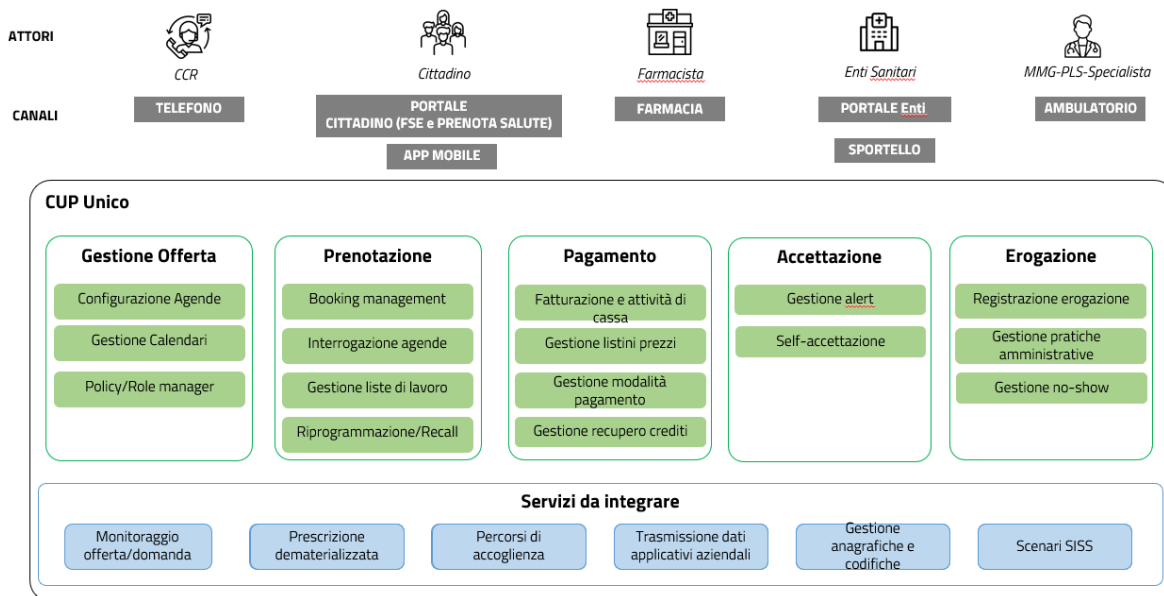 ATTORI
CCR
Cittadino
Farmacista
Enti Sanitari
MMG-PLS-Specialista
CANALI
TELEFONO
PORTALE
CITTADINO (FSE e PRENOTA SALUTE)
APP MOBILE
FARMACIA
PORTALE Enti
SPORTELLO
AMBULATORIO
CUP Unico
Gestione Offerta
Configurazione Agende
Gestione Calendari
Policy/Role manager
Prenotazione
Booking management
Interrogazione agende
Gestione liste di lavoro
Riprogrammazione/Recall
Pagamento
Fatturazione e attività di
cassa
Gestione listini prezzi
Gestione modalità
pagamento
Gestione recupero crediti
Accettazione
Gestione alert
Self-accettazione
Erogazione
Registrazione erogazione
Gestione pratiche
amministrative
Gestione no-show
Servizi da integrare
Monitoraggio
offerta/domanda
Prescrizione
dematerializzata
Percorsi di
accoglienza
Trasmissione dati
applicativi aziendali
Gestione
anagrafiche e
codifiche
Scenari SISS